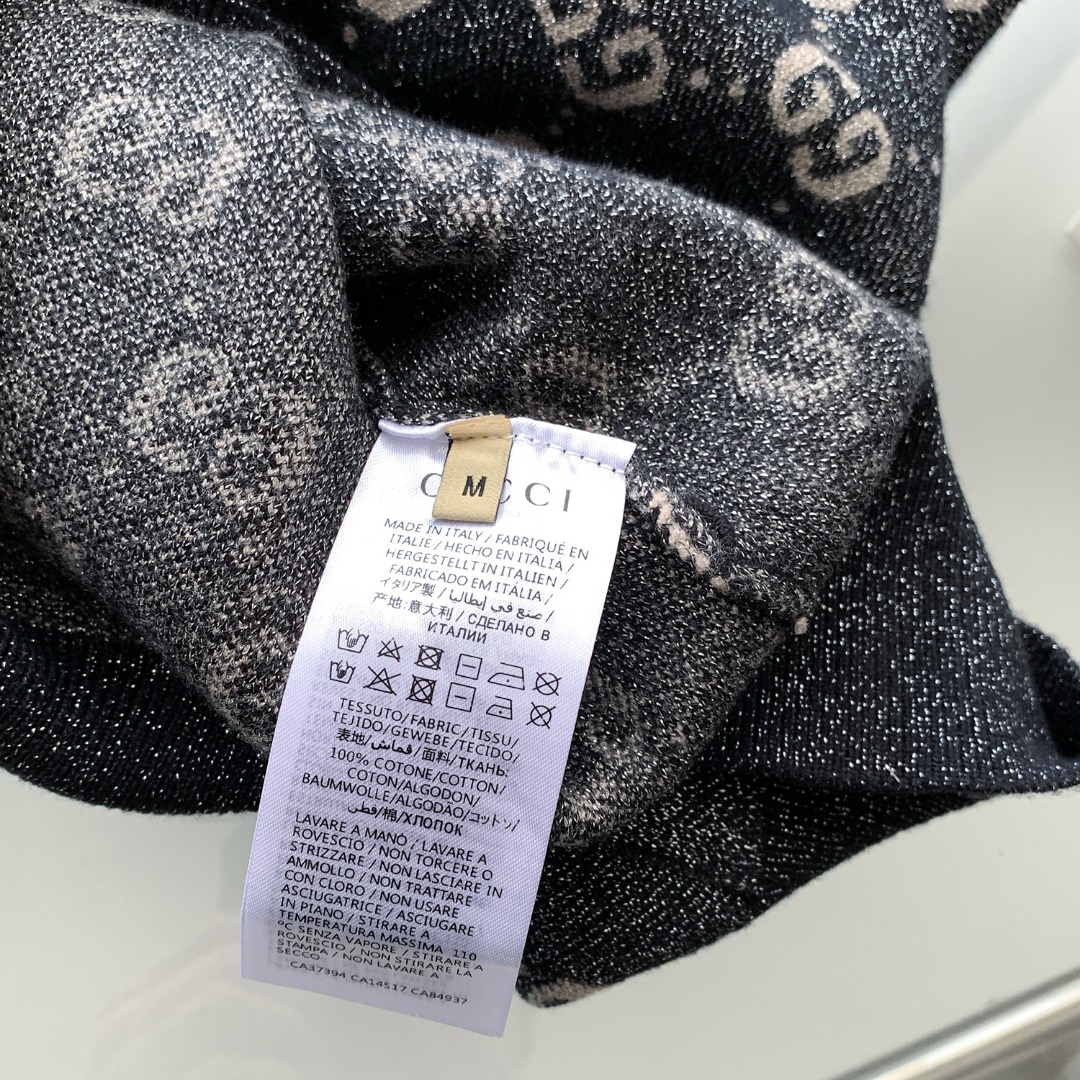 M
MADE IN ITALY / FABRIQUÉ EN
ITALIE / HECHO EN ITALIA /
HERGESTELLT IN ITALIEN /
FABRICADO EM ITÁLIA /
イタリア製 / صنع في إيطاليا /
产地:意大利 / СДЕЛАНО В
ИТАЛИИ
TESSUTO/FABRIC/TISSU/
TEJIDO/GEWEBE/TECIDO/
表地/قماش/面料/ТКАНЬ:
100% COTONE/COTTON/
COTON/ALGODON/
BAUMWOLLE/ALGODÃO/コットン/
قطن/棉/ХЛОПОК
LAVARE A MANO / LAVARE A
ROVESCIO / NON TORCERE O
STRIZZARE / NON LASCIARE IN
AMMOLLO / NON TRATTARE
CON CLORO / NON USARE
ASCIUGATRICE / ASCIUGARE
IN PIANO / STIRARE A
TEMPERATURA MASSIMA 110
°C SENZA VAPORE / STIRARE A
ROVESCIO / NON STIRARE LA
STAMPA / NON LAVARE A
SECCO
CA37394 CA14517 CA84937